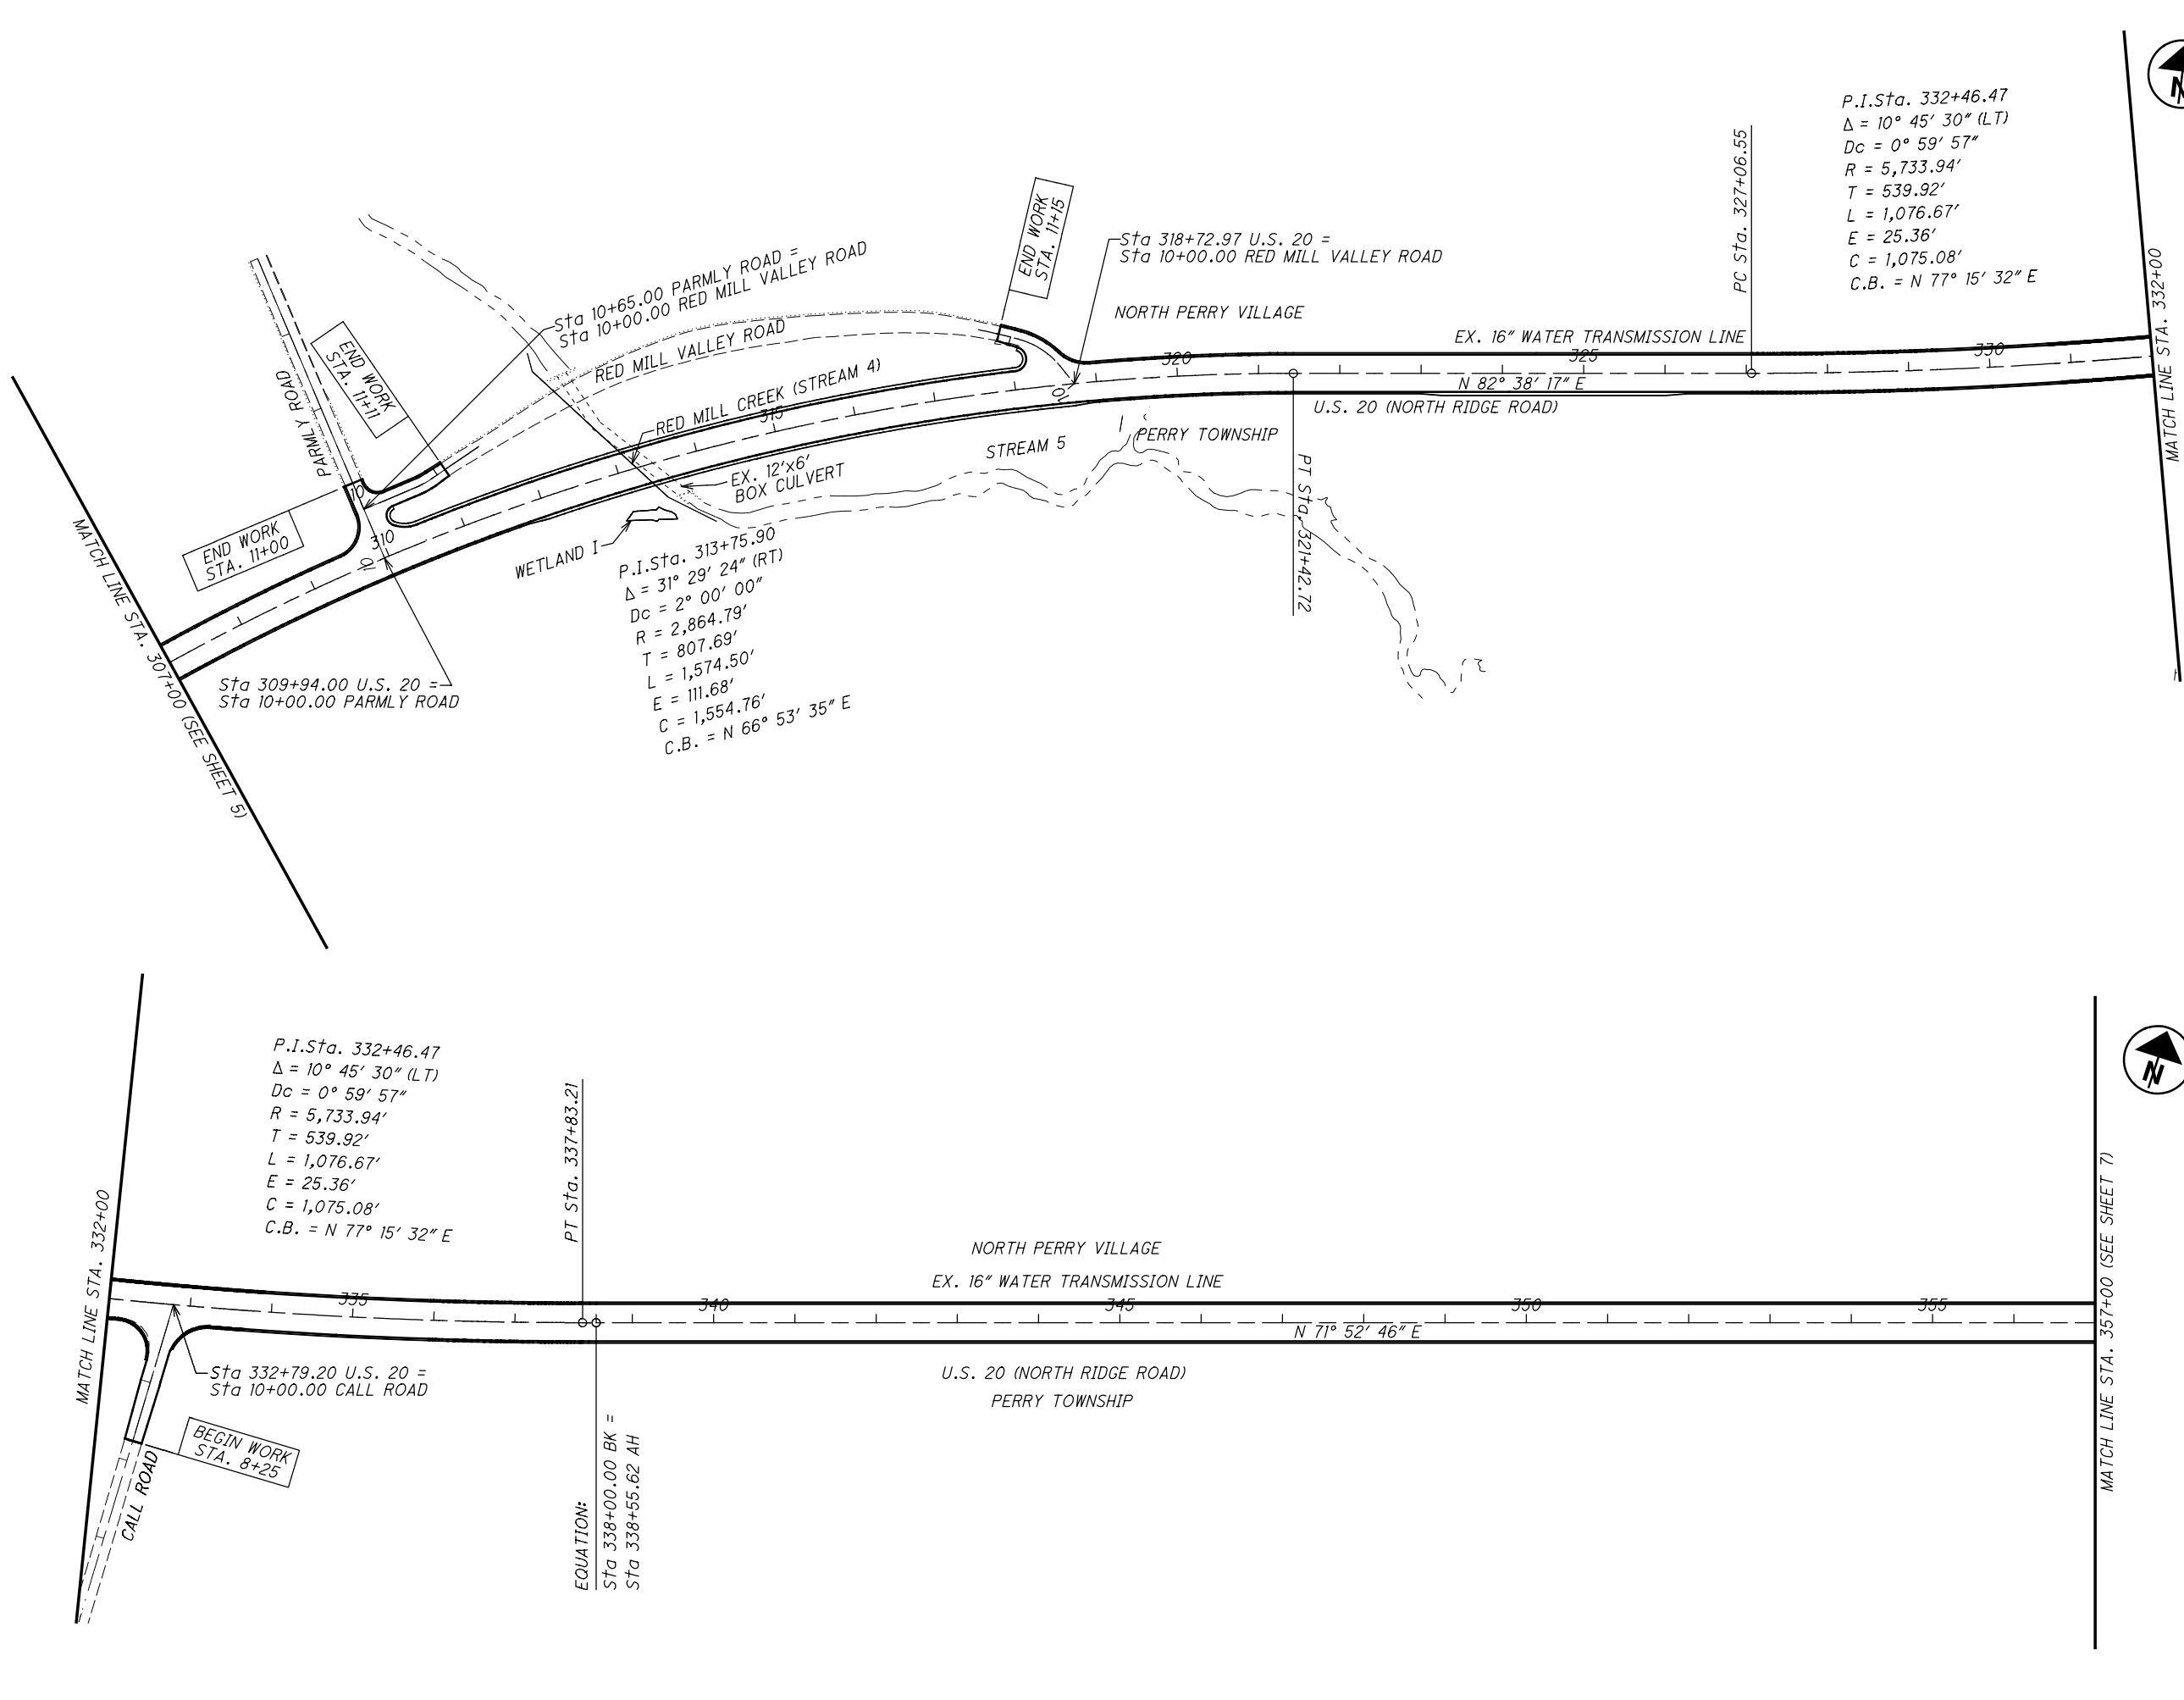 P.I.Sta. 332+46.47
Δ = 10° 45' 30" (LT)
Dc = 0° 59' 57"
R = 5,733.94'
T = 539.92'
L = 1,076.67'
E = 25.36'
C = 1,075.08'
C.B. = N 77° 15' 32" E
N
PC Sta. 327+06.55
MATCH LINE STA. 332+00
END WORK
STA. 11+15
Sta 318+72.97 U.S. 20 =
Sta 10+00.00 RED MILL VALLEY ROAD
Sta 10+65.00 PARMLY ROAD =
Sta 10+00.00 RED MILL VALLEY ROAD
NORTH PERRY VILLAGE
EX. 16" WATER TRANSMISSION LINE
320
325
330
N 82° 38' 17" E
U.S. 20 (NORTH RIDGE ROAD)
RED MILL VALLEY ROAD
END WORK
STA. 11+11
PARMLY ROAD
RED MILL CREEK (STREAM 4)
315
10
PERRY TOWNSHIP
STREAM 5
EX. 12'x6'
BOX CULVERT
PT Sta. 321+42.72
10
END WORK
STA. 11+00
310
10
WETLAND I
MATCH LINE STA. 307+00 (SEE SHEET 5)
P.I.Sta. 313+75.90
Δ = 31° 29' 24" (RT)
Dc = 2° 00' 00"
R = 2,864.79'
T = 807.69'
L = 1,574.50'
E = 111.68'
C = 1,554.76'
C.B. = N 66° 53' 35" E
Sta 309+94.00 U.S. 20 =
Sta 10+00.00 PARMLY ROAD
P.I.Sta. 332+46.47
Δ = 10° 45' 30" (LT)
Dc = 0° 59' 57"
R = 5,733.94'
T = 539.92'
L = 1,076.67'
E = 25.36'
C = 1,075.08'
C.B. = N 77° 15' 32" E
N
PT Sta. 337+83.21
MATCH LINE STA. 332+00
NORTH PERRY VILLAGE
EX. 16" WATER TRANSMISSION LINE
335
340
345
350
355
N 71° 52' 46" E
U.S. 20 (NORTH RIDGE ROAD)
PERRY TOWNSHIP
MATCH LINE STA. 357+00 (SEE SHEET 7)
Sta 332+79.20 U.S. 20 =
Sta 10+00.00 CALL ROAD
BEGIN WORK
STA. 8+25
CALL ROAD
EQUATION:
Sta 338+00.00 BK =
Sta 338+55.62 AH